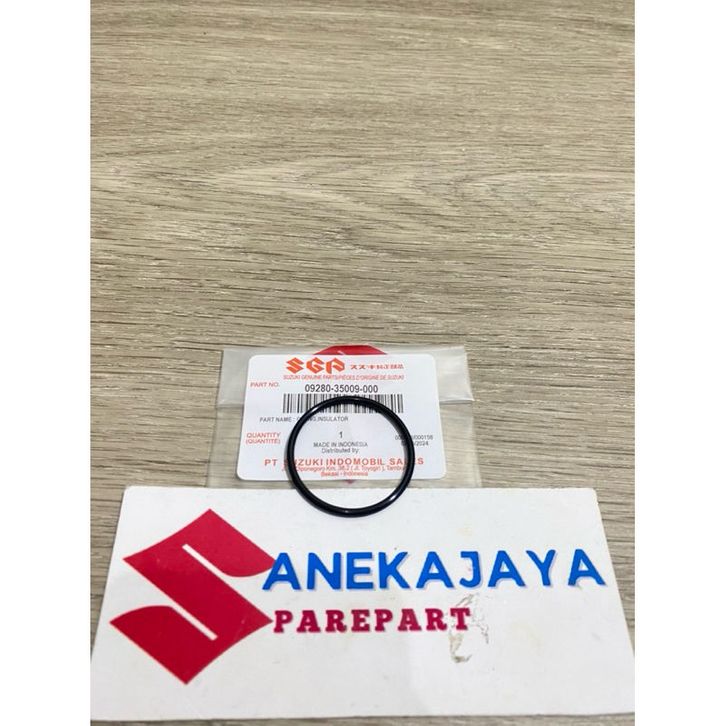 SGP スズキ純正部品
SUZUKI GENUINE PARTS/PIÈCES D'ORIGINE DE SUZUKI
PART NO. 09280-35009-000
PART NAME : INSULATOR
QUANTITY 1
(QUANTITE) MADE IN INDONESIA
Distributed by:
PT SUZUKI INDOMOBIL SALES
Bekasi - Indonesia
ANEKAJAYA
PAREPART